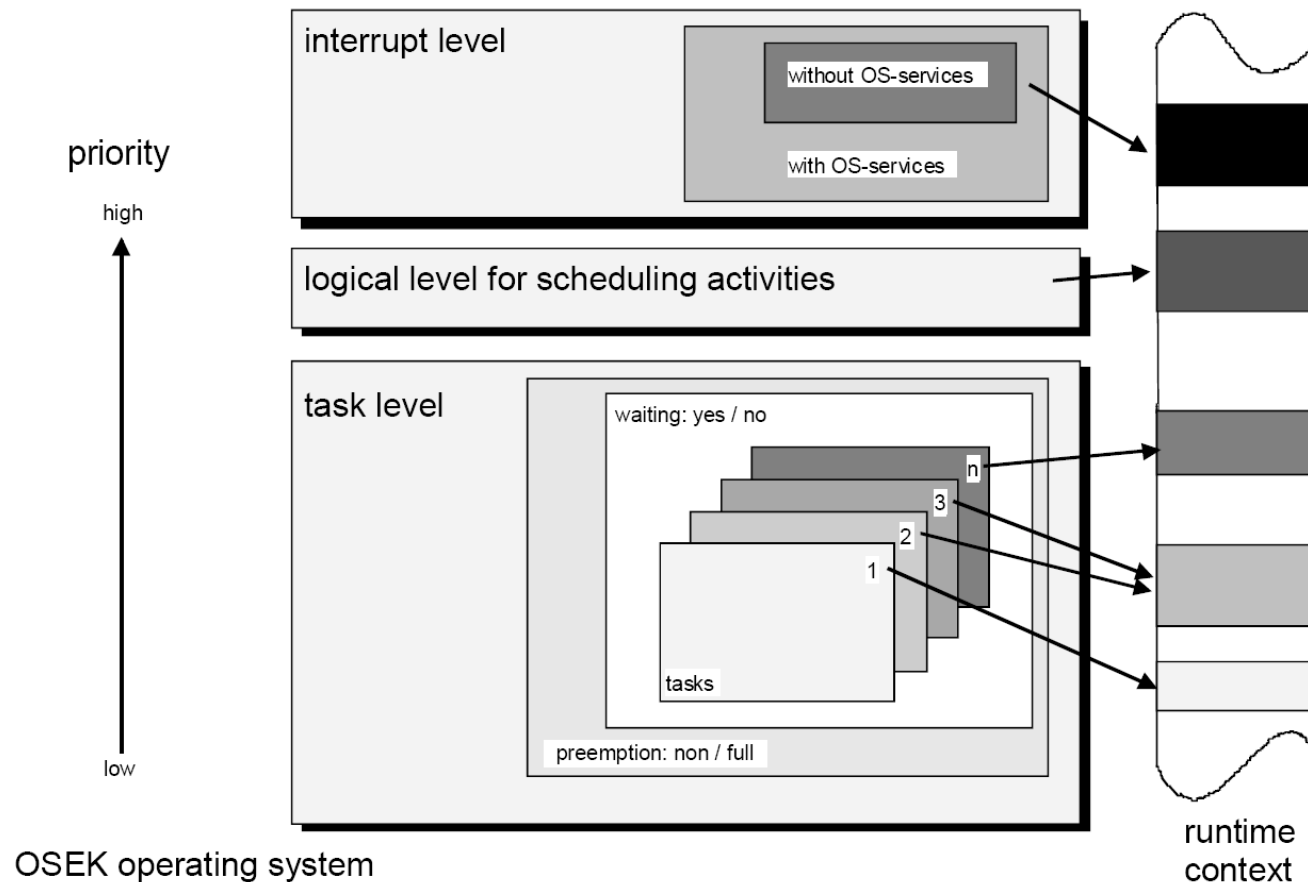 interrupt level
without OS-services
with OS-services
priority
high
logical level for scheduling activities
task level
waiting: yes / no
n
3
2
1
tasks
preemption: non / full
low
runtime
context
OSEK operating system